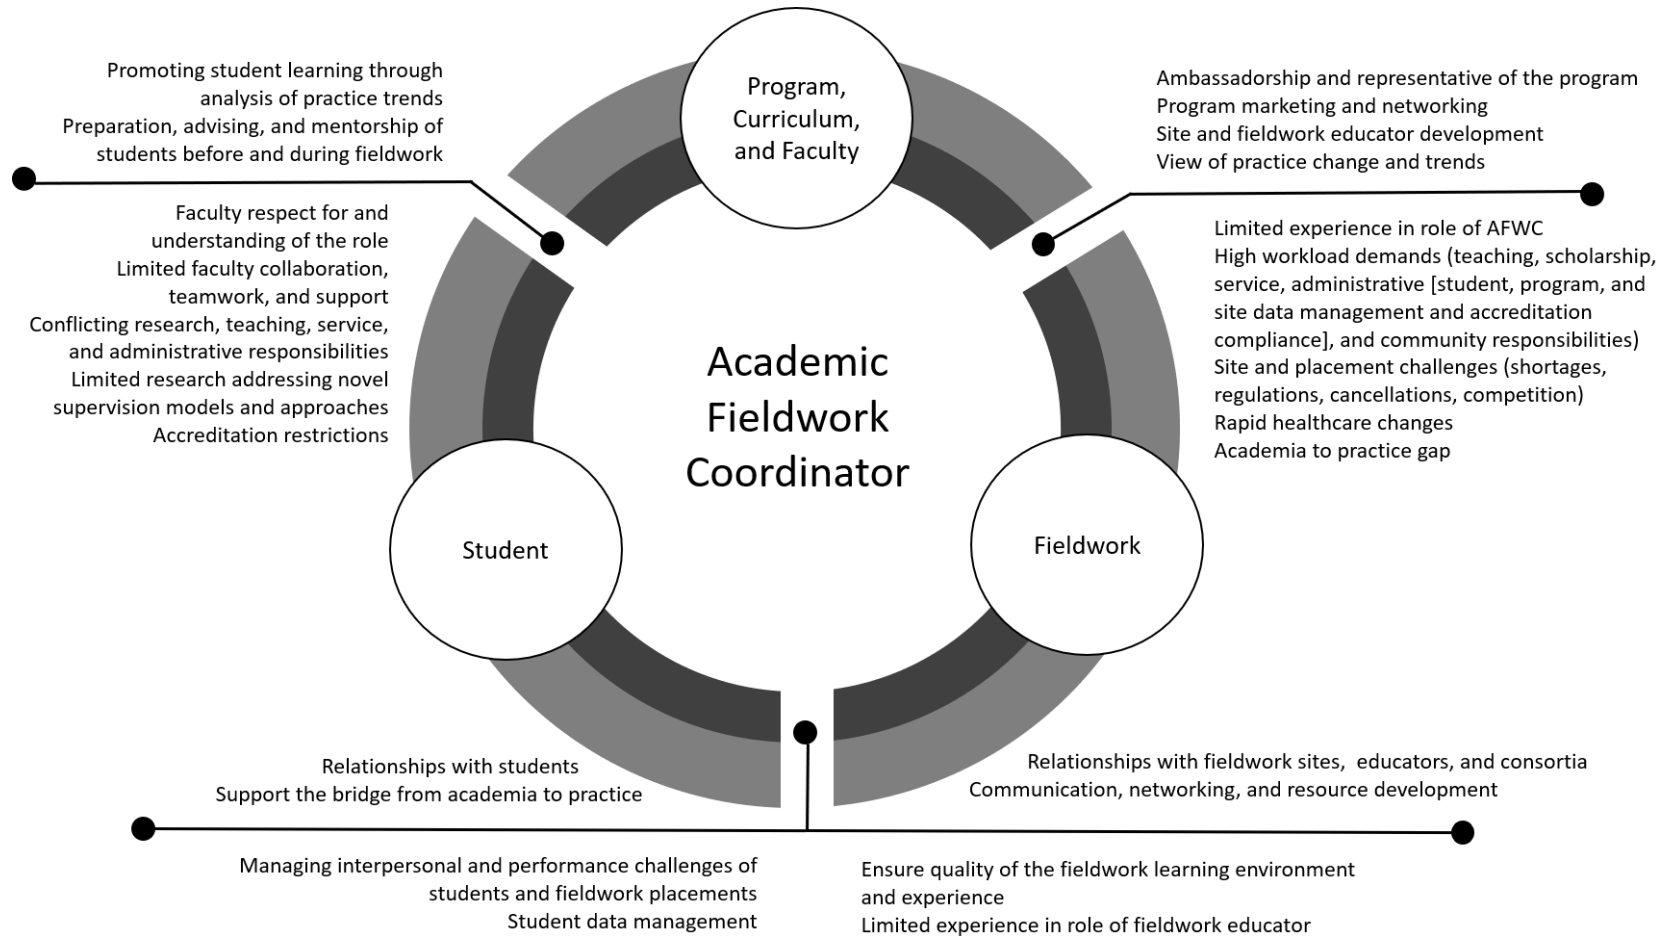 Promoting student learning through
analysis of practice trends
Preparation, advising, and mentorship of
students before and during fieldwork
Program,
Curriculum,
and Faculty
Ambassadorship and representative of the program
Program marketing and networking
Site and fieldwork educator development
View of practice change and trends
Faculty respect for and
understanding of the role
Limited faculty collaboration,
teamwork, and support
Conflicting research, teaching, service,
and administrative responsibilities
Limited research addressing novel
supervision models and approaches
Accreditation restrictions
Limited experience in role of AFWC
High workload demands (teaching, scholarship,
service, administrative [student, program, and
site data management and accreditation
compliance], and community responsibilities)
Site and placement challenges (shortages,
regulations, cancellations, competition)
Rapid healthcare changes
Academia to practice gap
Academic
Fieldwork
Coordinator
Student
Fieldwork
Relationships with students
Support the bridge from academia to practice
Relationships with fieldwork sites, educators, and consortia
Communication, networking, and resource development
Managing interpersonal and performance challenges of
students and fieldwork placements
Student data management
Ensure quality of the fieldwork learning environment
and experience
Limited experience in role of fieldwork educator